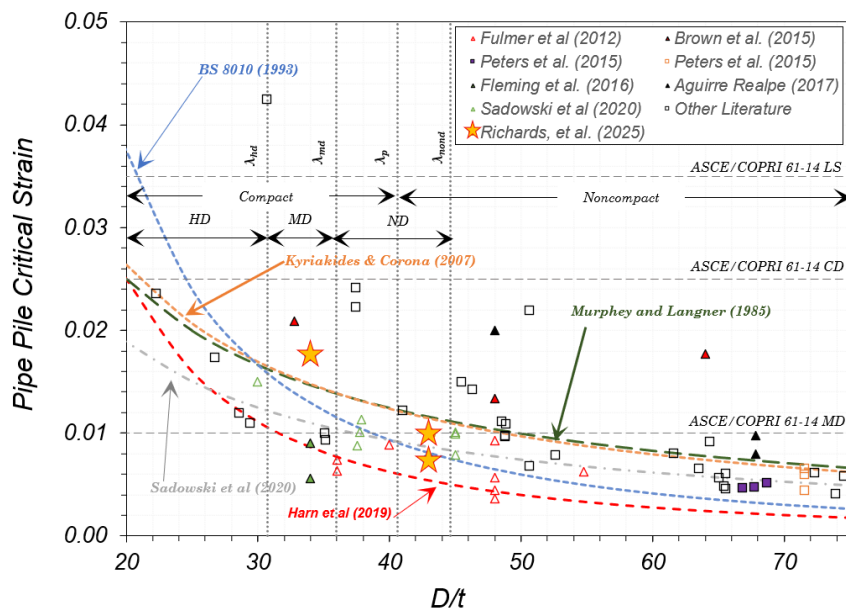 Pipe Pile Critical Strain
0.05
0.04
0.03
0.02
0.01
0.00
20
30
40
50
60
70
D/t
Fulmer et al (2012)
Brown et al. (2015)
Peters et al. (2015)
Peters et al. (2015)
Fleming et al. (2016)
Aguirre Realpe (2017)
Sadowski et al (2020)
Other Literature
Richards, et al. (2025)
BS 8010 (1993)
λhd
λmd
λp
λnond
ASCE/COPRI 61-14 LS
Compact
Noncompact
HD
MD
ND
Kyriakides & Corona (2007)
ASCE/COPRI 61-14 CD
Murphey and Langner (1985)
ASCE/COPRI 61-14 MD
Sadowski et al (2020)
Harn et al (2019)